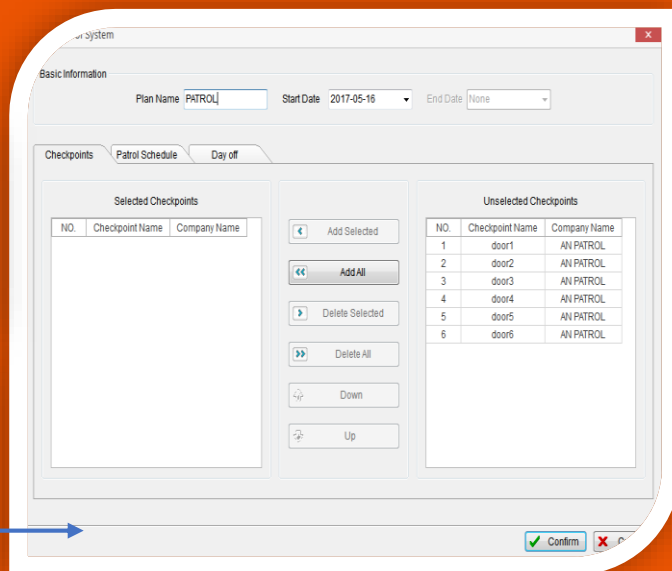 System
Basic Information
Plan Name PATROL Start Date 2017-05-16 End Date None
Checkpoints Patrol Schedule Day off
Selected Checkpoints
NO. Checkpoint Name Company Name
Add Selected
Add All
Delete Selected
Delete All
Down
Up
Unselected Checkpoints
NO. Checkpoint Name Company Name
1 door1 AN PATROL
2 door2 AN PATROL
3 door3 AN PATROL
4 door4 AN PATROL
5 door5 AN PATROL
6 door6 AN PATROL
Confirm